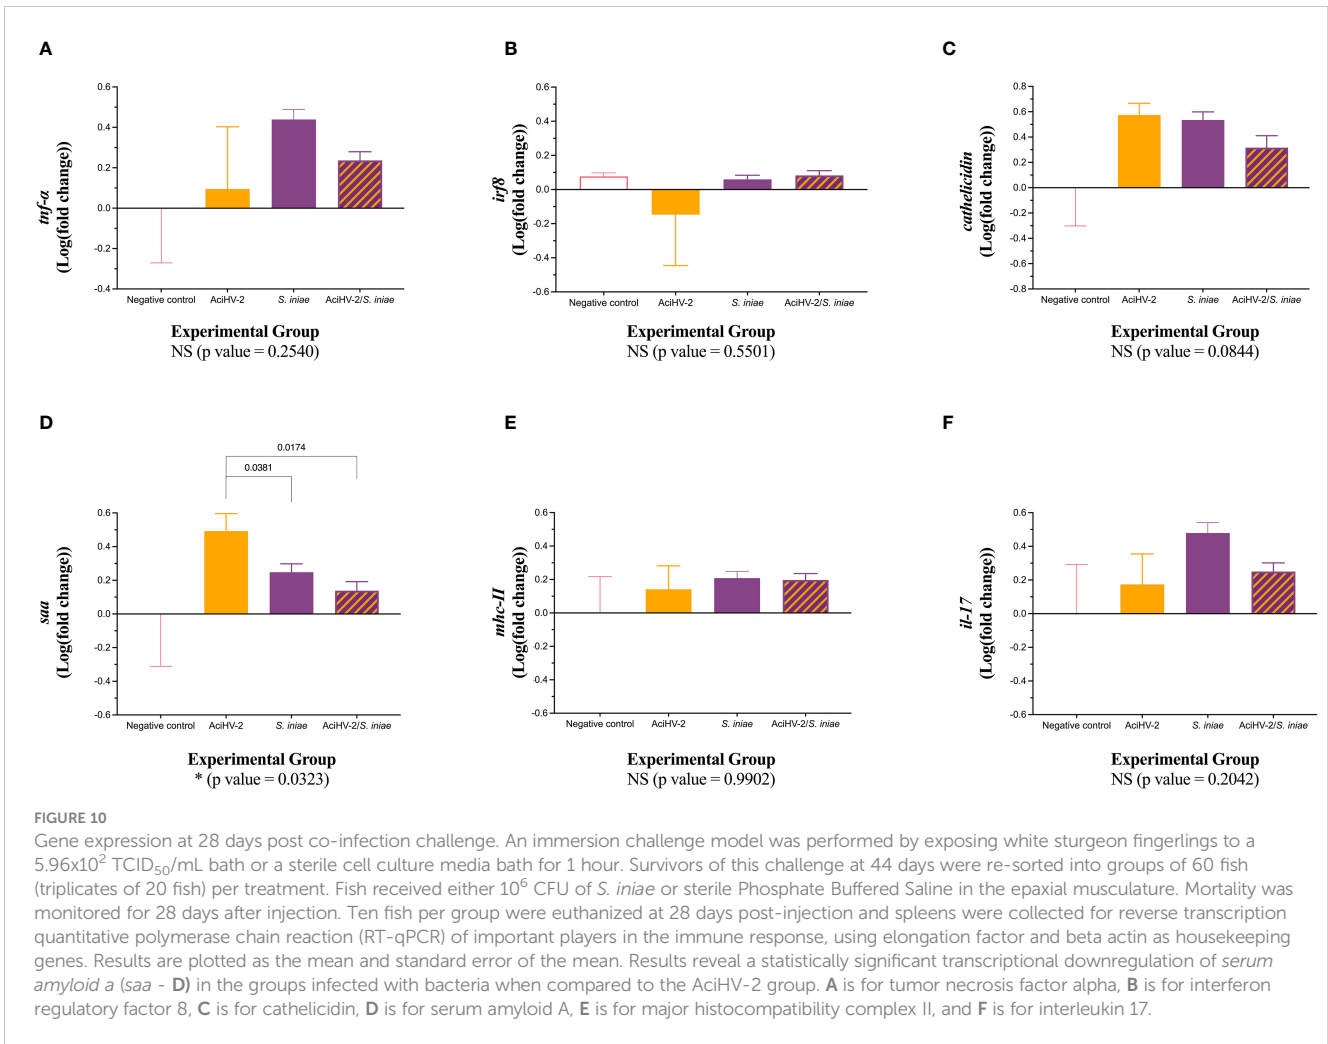 A
tnf-α
(Log(fold change))
0.6
0.4
0.2
0.0
-0.2
-0.4
Negative control AciHV-2 S. iniae AciHV-2/S. iniae
Experimental Group
NS (p value = 0.2540)
B
irf8
(Log(fold change))
0.6
0.4
0.2
0.0
-0.2
-0.4
-0.6
Negative control AciHV-2 S. iniae AciHV-2/S. iniae
Experimental Group
NS (p value = 0.5501)
C
cathelicidin
(Log(fold change))
0.8
0.6
0.4
0.2
0.0
-0.2
-0.4
-0.6
-0.8
Negative control AciHV-2 S. iniae AciHV-2/S. iniae
Experimental Group
NS (p value = 0.0844)
D
0.0174
0.0381
saa
(Log(fold change))
0.6
0.4
0.2
0.0
-0.2
-0.4
-0.6
Negative control AciHV-2 S. iniae AciHV-2/S. iniae
Experimental Group
* (p value = 0.0323)
E
mhc-II
(Log(fold change))
0.6
0.4
0.2
0.0
-0.2
-0.4
-0.6
Negative control AciHV-2 S. iniae AciHV-2/S. iniae
Experimental Group
NS (p value = 0.9902)
F
il-17
(Log(fold change))
0.6
0.4
0.2
0.0
-0.2
-0.4
-0.6
Negative control AciHV-2 S. iniae AciHV-2/S. iniae
Experimental Group
NS (p value = 0.2042)
FIGURE 10
Gene expression at 28 days post co-infection challenge. An immersion challenge model was performed by exposing white sturgeon fingerlings to a
5.96x10² TCID₅₀/mL bath or a sterile cell culture media bath for 1 hour. Survivors of this challenge at 44 days were re-sorted into groups of 60 fish
(triplicates of 20 fish) per treatment. Fish received either 10⁶ CFU of S. iniae or sterile Phosphate Buffered Saline in the epaxial musculature. Mortality was
monitored for 28 days after injection. Ten fish per group were euthanized at 28 days post-injection and spleens were collected for reverse transcription
quantitative polymerase chain reaction (RT-qPCR) of important players in the immune response, using elongation factor and beta actin as housekeeping
genes. Results are plotted as the mean and standard error of the mean. Results reveal a statistically significant transcriptional downregulation of serum
amyloid a (saa - D) in the groups infected with bacteria when compared to the AciHV-2 group. A is for tumor necrosis factor alpha, B is for interferon
regulatory factor 8, C is for cathelicidin, D is for serum amyloid A, E is for major histocompatibility complex II, and F is for interleukin 17.